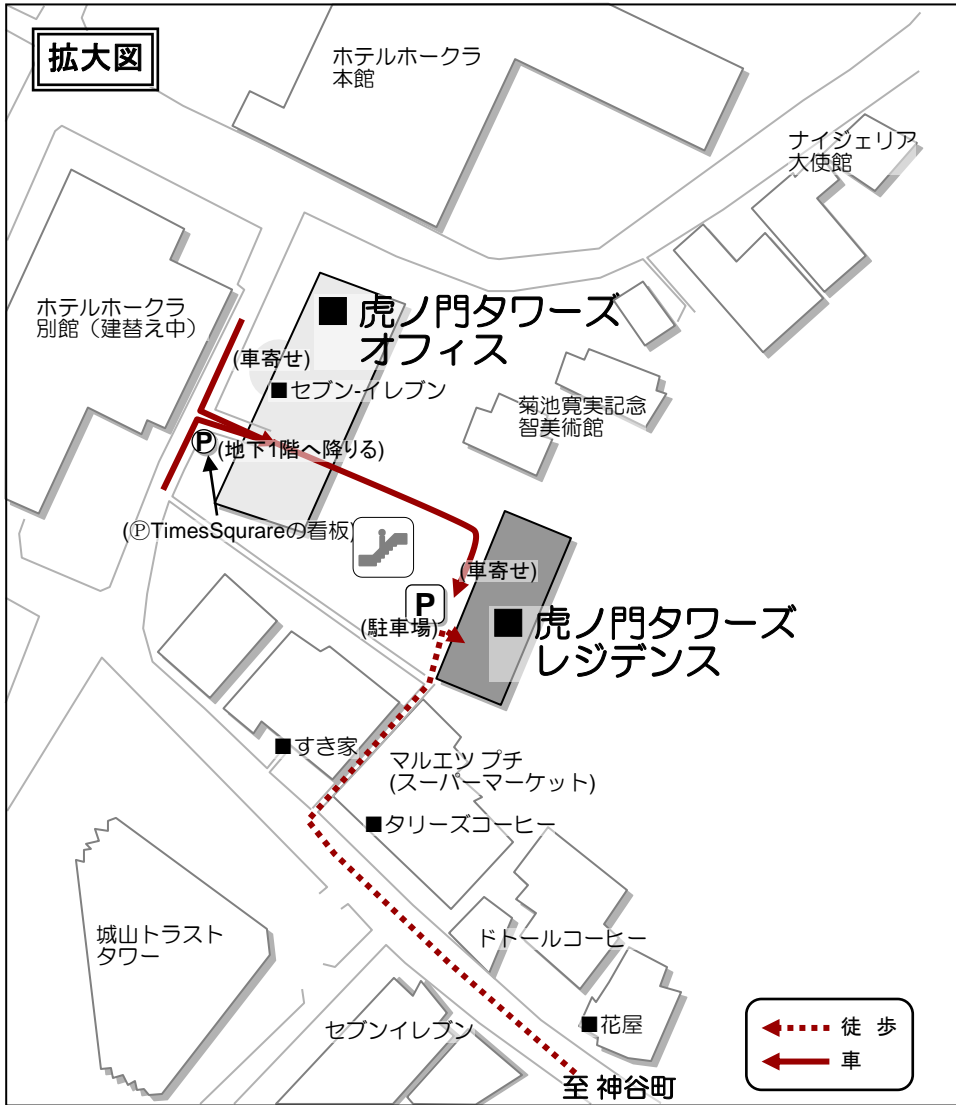 拡大図
ホテルホークラ
本館
ナイジェリア
大使館
ホテルホークラ
別館（建替え中）
■ 虎ノ門タワーズ
オフィス
(車寄せ)
■セブン-イレブン
菊池寛実記念
智美術館
P
(地下1階へ降りる)
(ⓅTimesSqurareの看板)
(車寄せ)
P
(駐車場)
■ 虎ノ門タワーズ
レジデンス
■すき家
マルエツ プチ
(スーパーマーケット)
■タリーズコーヒー
城山トラスト
タワー
ドトールコーヒー
セブンイレブン
■花屋
至 神谷町
徒 歩
車